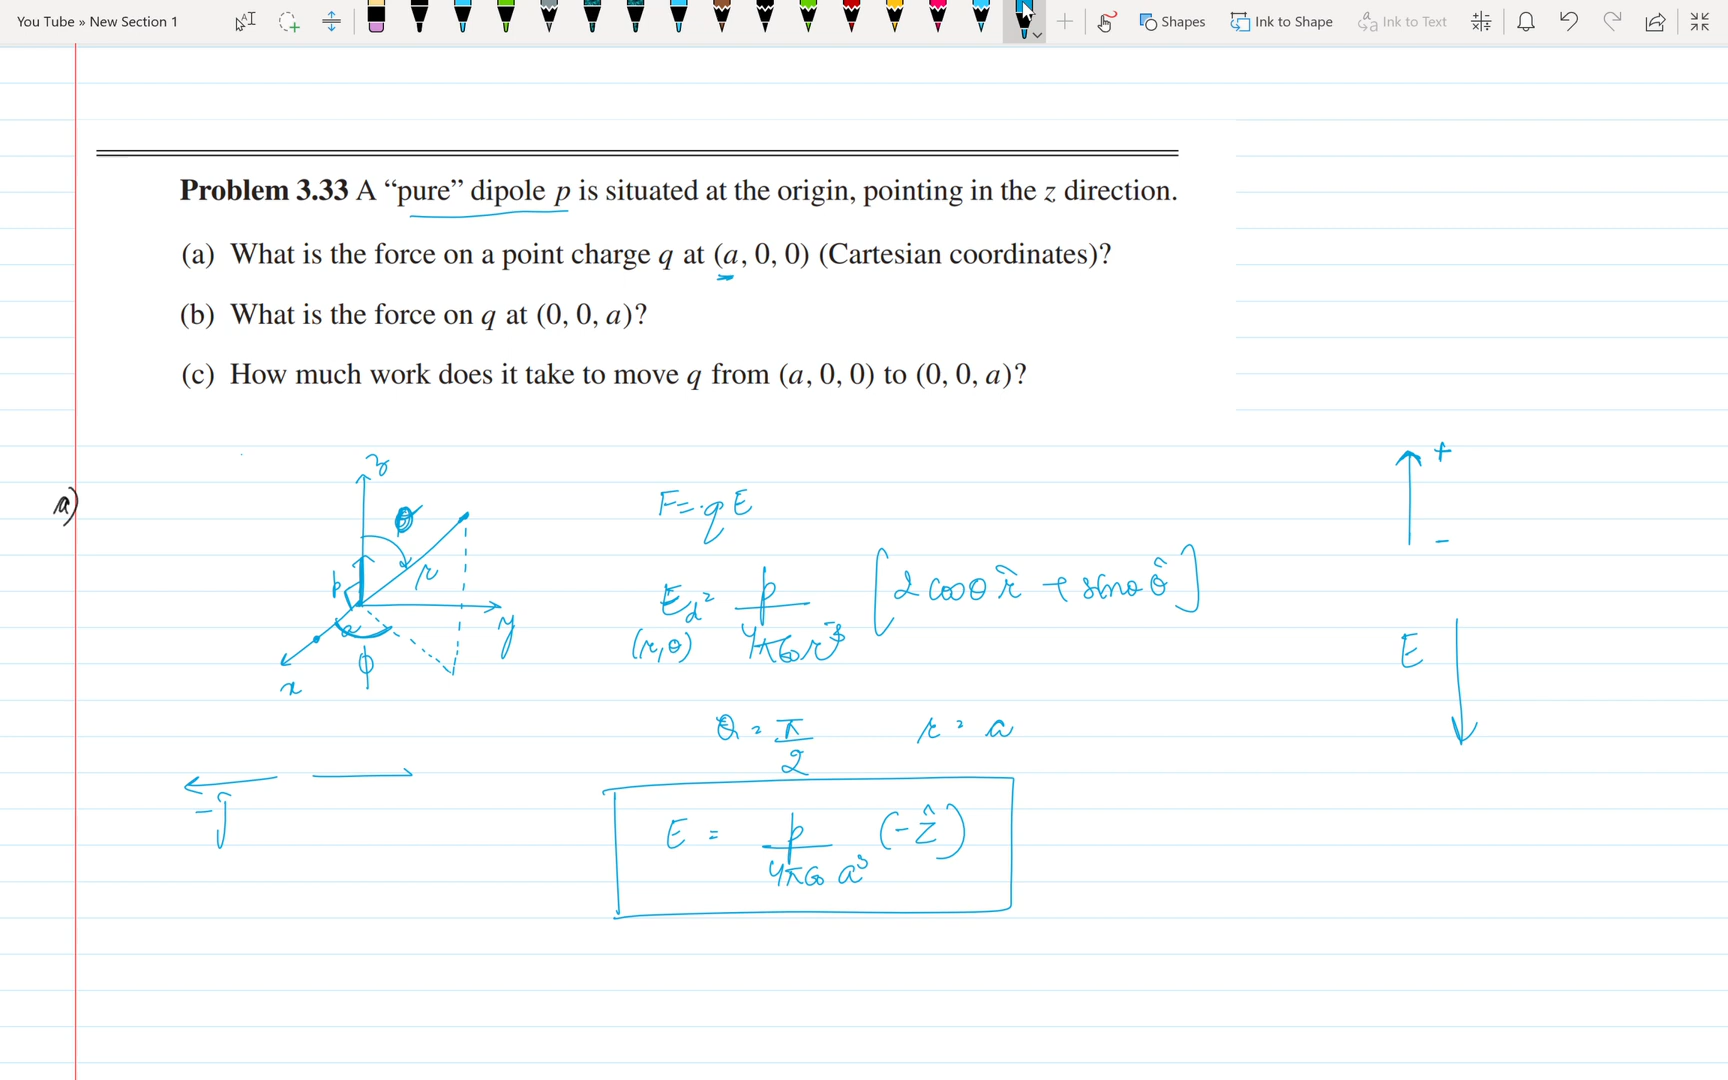 You Tube » New Section 1
Shapes
Ink to Shape
Ink to Text
Problem 3.33 A “pure” dipole p is situated at the origin, pointing in the z direction.
(a) What is the force on a point charge q at (a, 0, 0) (Cartesian coordinates)?
(b) What is the force on q at (0, 0, a)?
(c) How much work does it take to move q from (a, 0, 0) to (0, 0, a)?
a)
z
θ
r
p
a
y
ϕ
x
F = q E
E_d = p / 4πε₀r³ [2 cosθ r̂ + sinθ θ̂]
(r, θ)
θ = π/2 r = a
E = p / 4πε₀ a³ (-ẑ)
-ĵ
+
-
E